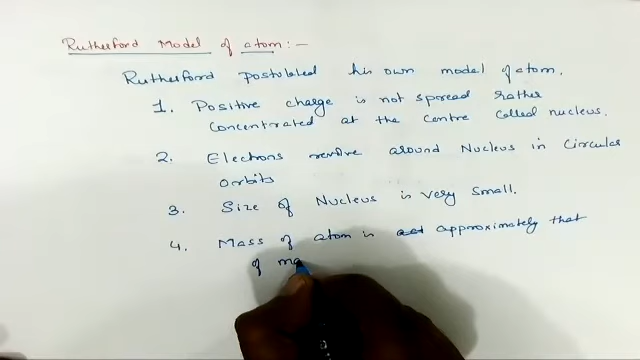 Rutherford Model of atom:-
Rutherford postulated his own model of atom.
1. Positive charge is not spread rather
concentrated at the centre called nucleus.
2. Electrons revolve around Nucleus in circular
orbits
3. Size of Nucleus is very small.
4. Mass of atom is approximately that
of ma